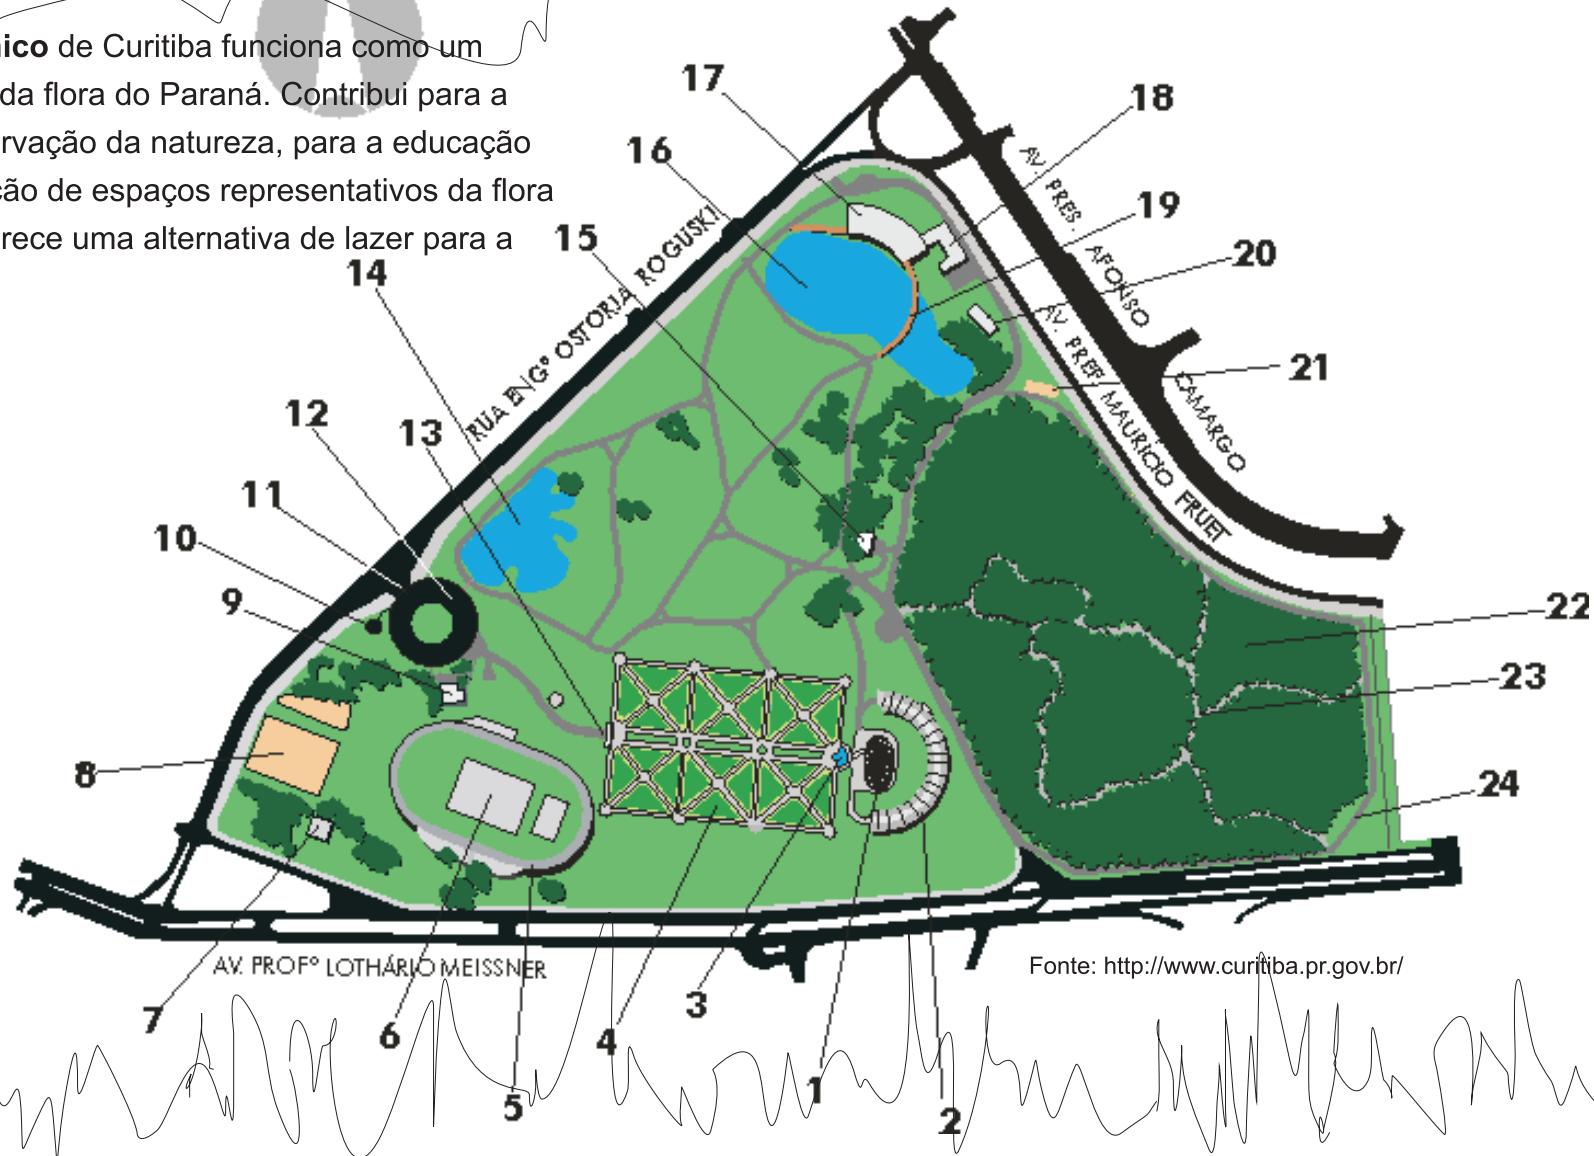 nico de Curitiba funciona como um
da flora do Paraná. Contribui para a
rvação da natureza, para a educação
ção de espaços representativos da flora
rece uma alternativa de lazer para a
17
18
16
19
15
20
14
RUA ENGº OSTORJA ROGUSKI
AV. PRES. AFONSO CAMARGO
AV. PREF. MAURICIO FRUET
21
12
13
11
10
9
22
23
8
24
AV. PROFº LOTHÁRIO MEISSNER
Fonte: http://www.curitiba.pr.gov.br/
7
6
3
4
5
1
2